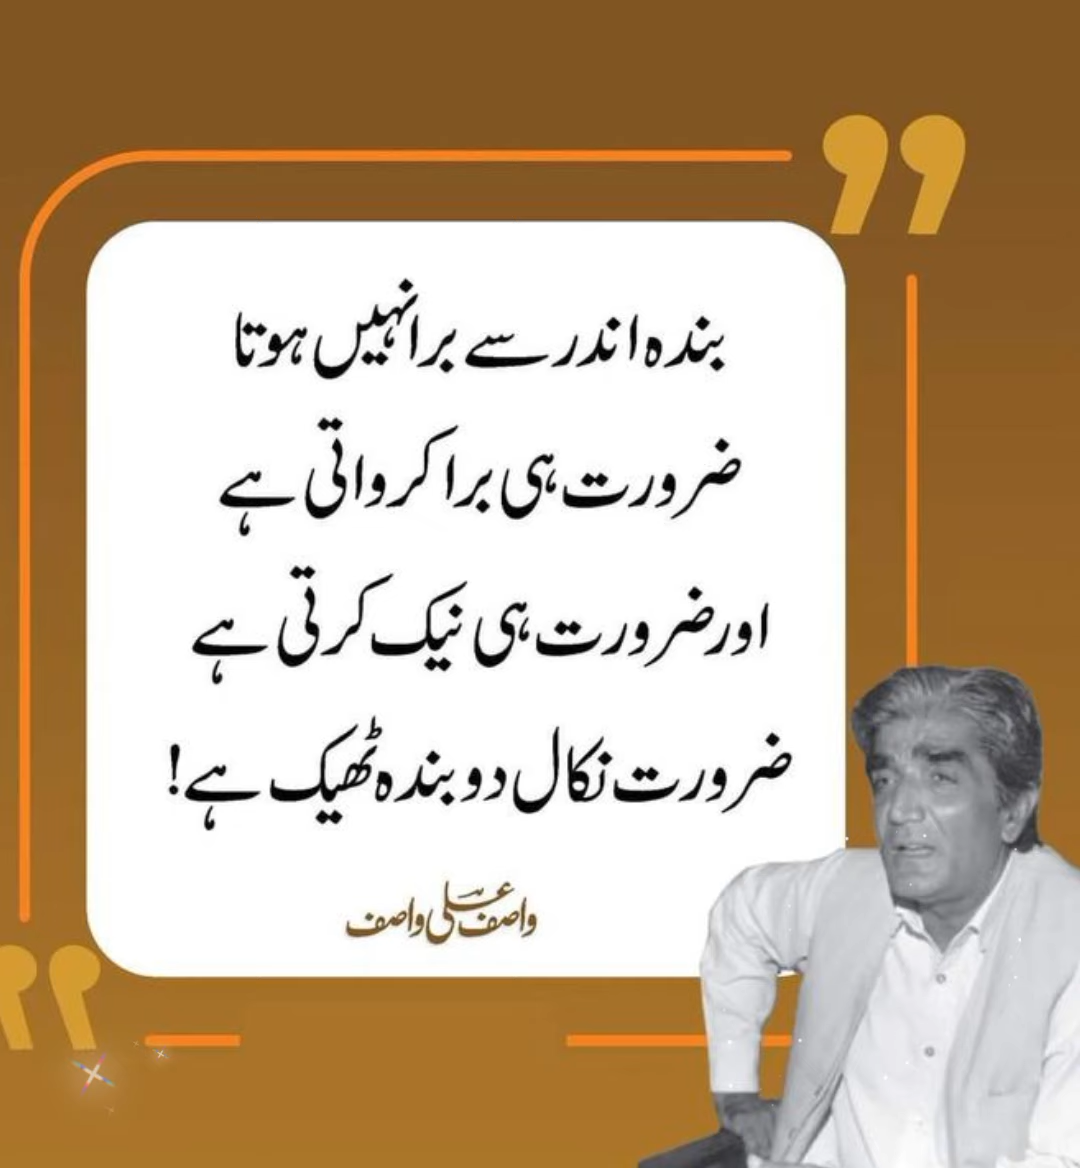 بندہ اندر سے برا نہیں ہوتا
ضرورت ہی برا کرواتی ہے
اور ضرورت ہی نیک کرتی ہے
ضرورت نکال دو بندہ ٹھیک ہے!
واصف علی واصف